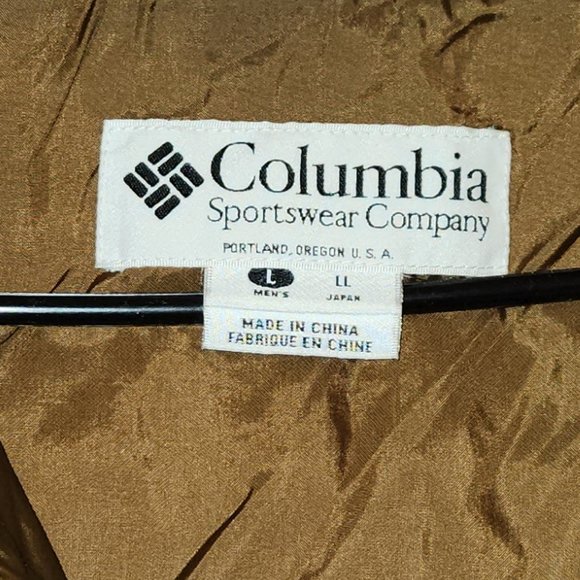 Columbia
Sportswear Company
PORTLAND, OREGON U. S. A.
L LL
MEN'S JAPAN
MADE IN CHINA
FABRIQUE EN CHINE